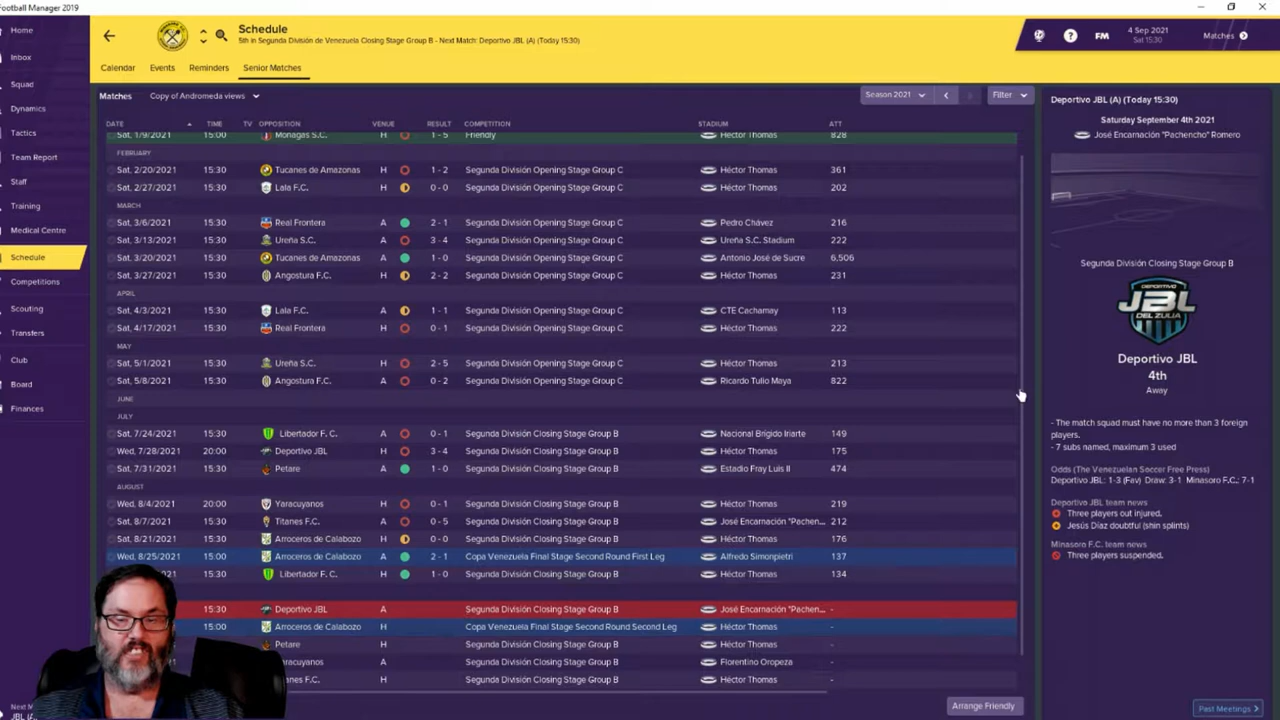 Football Manager 2019
Home
Inbox
Squad
Dynamics
Tactics
Team Report
Staff
Training
Medical Centre
Schedule
Competitions
Scouting
Transfers
Club
Board
Finances
Schedule
5th in Segunda División de Venezuela Closing Stage Group B - Next Match: Deportivo JBL (A) (Today 15:30)
FM
4 Sep 2021
Sat 15:30
Matches
Calendar Events Reminders Senior Matches
Matches Copy of Andromeda views Season 2021 Filter
DATE TIME TV OPPOSITION VENUE RESULT COMPETITION STADIUM ATT
Sat, 1/9/2021 15:00 Monagas S.C. H 1 - 5 Friendly Héctor Thomas 828
FEBRUARY
Sat, 2/20/2021 15:30 Tucanes de Amazonas H 1 - 2 Segunda División Opening Stage Group C Héctor Thomas 361
Sat, 2/27/2021 15:30 Lala F.C. H 0 - 0 Segunda División Opening Stage Group C Héctor Thomas 202
MARCH
Sat, 3/6/2021 15:30 Real Frontera A 2 - 1 Segunda División Opening Stage Group C Pedro Chávez 216
Sat, 3/13/2021 15:30 Ureña S.C. A 3 - 4 Segunda División Opening Stage Group C Ureña S.C. Stadium 222
Sat, 3/20/2021 15:30 Tucanes de Amazonas A 1 - 0 Segunda División Opening Stage Group C Antonio José de Sucre 6,506
Sat, 3/27/2021 15:30 Angostura F.C. H 2 - 2 Segunda División Opening Stage Group C Héctor Thomas 231
APRIL
Sat, 4/3/2021 15:30 Lala F.C. A 1 - 1 Segunda División Opening Stage Group C CTE Cachamay 113
Sat, 4/17/2021 15:30 Real Frontera H 0 - 1 Segunda División Opening Stage Group C Héctor Thomas 222
MAY
Sat, 5/1/2021 15:30 Ureña S.C. H 2 - 5 Segunda División Opening Stage Group C Héctor Thomas 213
Sat, 5/8/2021 15:30 Angostura F.C. A 0 - 2 Segunda División Opening Stage Group C Ricardo Tulio Maya 822
JUNE
JULY
Sat, 7/24/2021 15:30 Libertador F. C. A 0 - 1 Segunda División Closing Stage Group B Nacional Brígido Iriarte 149
Wed, 7/28/2021 20:00 Deportivo JBL H 3 - 4 Segunda División Closing Stage Group B Héctor Thomas 175
Sat, 7/31/2021 15:30 Petare A 1 - 0 Segunda División Closing Stage Group B Estadio Fray Luis II 474
AUGUST
Wed, 8/4/2021 20:00 Yaracuyanos H 0 - 1 Segunda División Closing Stage Group B Héctor Thomas 219
Sat, 8/7/2021 15:30 Titanes F.C. A 0 - 5 Segunda División Closing Stage Group B José Encarnación "Pachen... 212
Sat, 8/21/2021 15:30 Arroceros de Calabozo H 0 - 0 Segunda División Closing Stage Group B Héctor Thomas 176
Wed, 8/25/2021 15:00 Arroceros de Calabozo A 2 - 1 Copa Venezuela Final Stage Second Round First Leg Alfredo Simonpietri 137
15:30 Libertador F. C. H 1 - 0 Segunda División Closing Stage Group B Héctor Thomas 134
15:30 Deportivo JBL A Segunda División Closing Stage Group B José Encarnación "Pachen... -
15:00 Arroceros de Calabozo H Copa Venezuela Final Stage Second Round Second Leg Héctor Thomas -
Petare H Segunda División Closing Stage Group B Héctor Thomas -
aracuyanos A Segunda División Closing Stage Group B Florentino Oropeza -
anes F.C. H Segunda División Closing Stage Group B Héctor Thomas -
Arrange Friendly
Deportivo JBL (A) (Today 15:30)
Saturday September 4th 2021
José Encarnación "Pachencho" Romero
Segunda División Closing Stage Group B
DEPORTIVO
JBL
DEL ZULIA
Deportivo JBL
4th
Away
- The match squad must have no more than 3 foreign
players.
- 7 subs named, maximum 3 used
Odds (The Venezuelan Soccer Free Press)
Deportivo JBL: 1-3 (Fav) Draw: 3-1 Minasoro F.C.: 7-1
Deportivo JBL team news
Three players out injured.
Jesús Díaz doubtful (shin splints)
Minasoro F.C. team news
Three players suspended.
Past Meetings